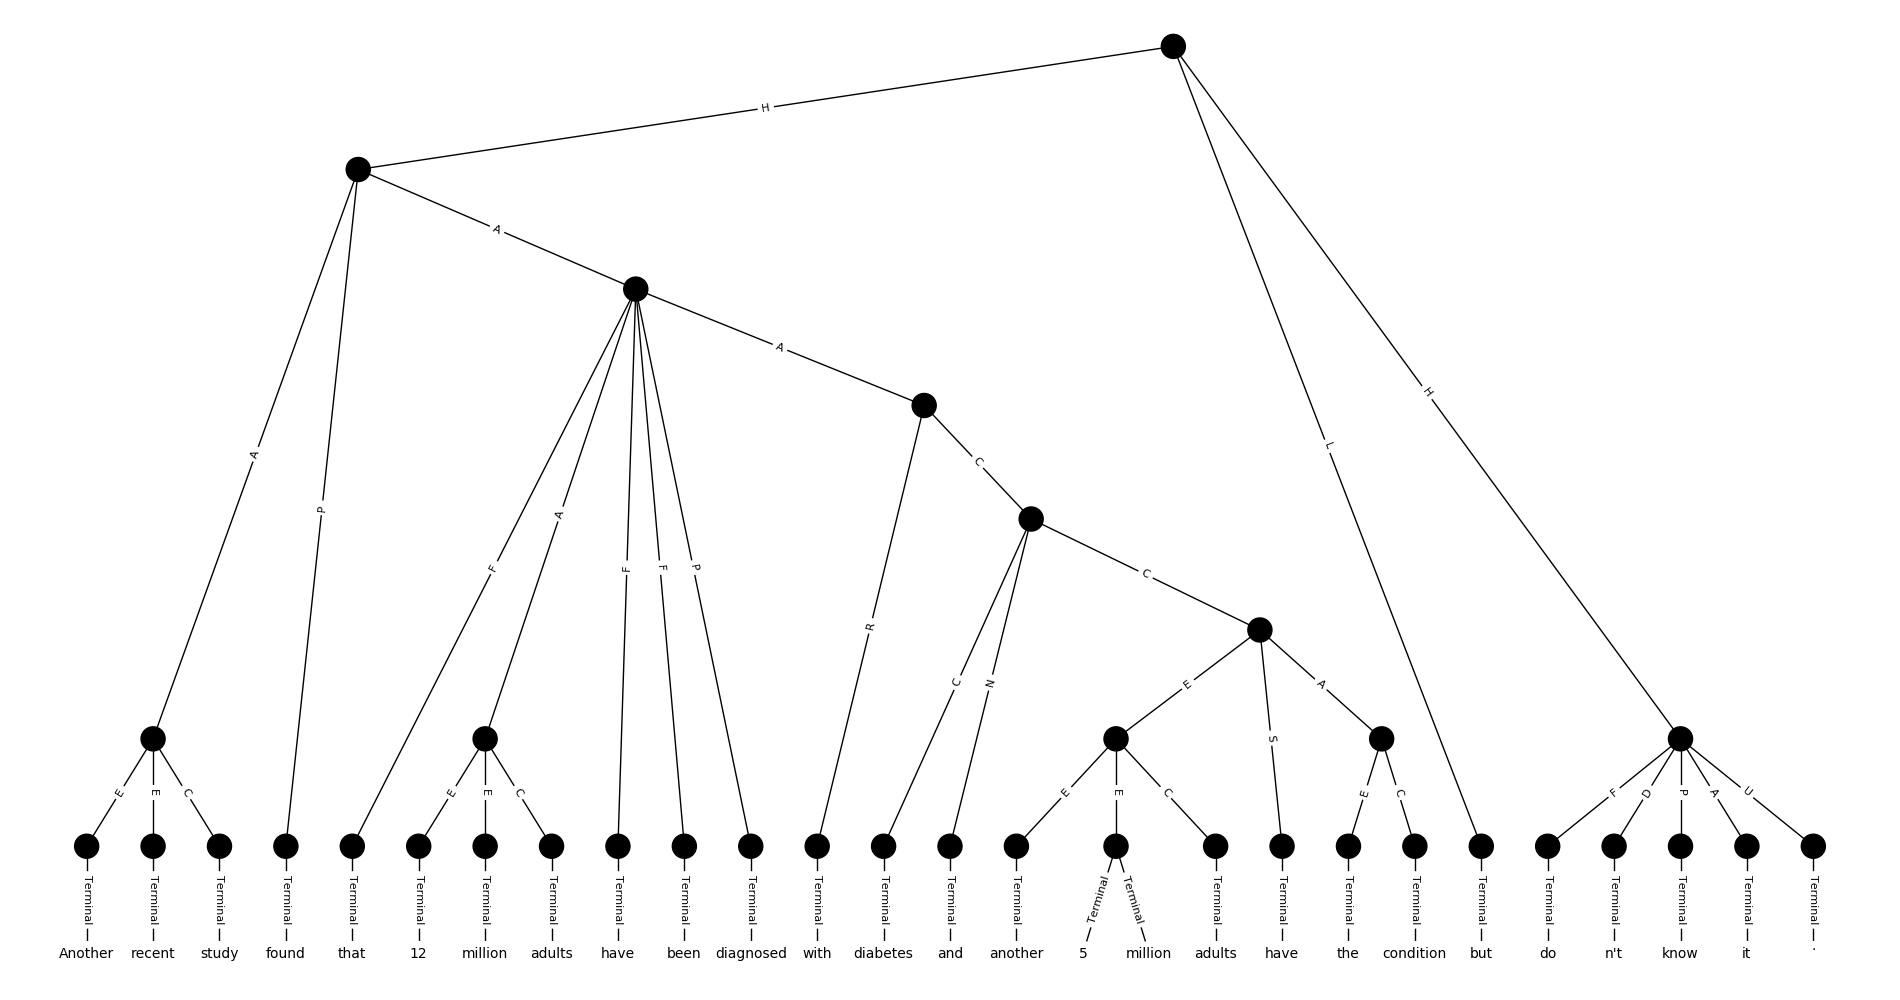 H
A
A
L
H
A
P
F
A
F
F
P
C
R
C
N
C
E
S
A
E E C E E C E E C E C F D P A U
Terminal Terminal Terminal Terminal Terminal Terminal Terminal Terminal Terminal Terminal Terminal Terminal Terminal Terminal Terminal Terminal Terminal Terminal Terminal Terminal Terminal Terminal Terminal Terminal Terminal Terminal Terminal
Another recent study found that 12 million adults have been diagnosed with diabetes and another 5 million adults have the condition but do n't know it .